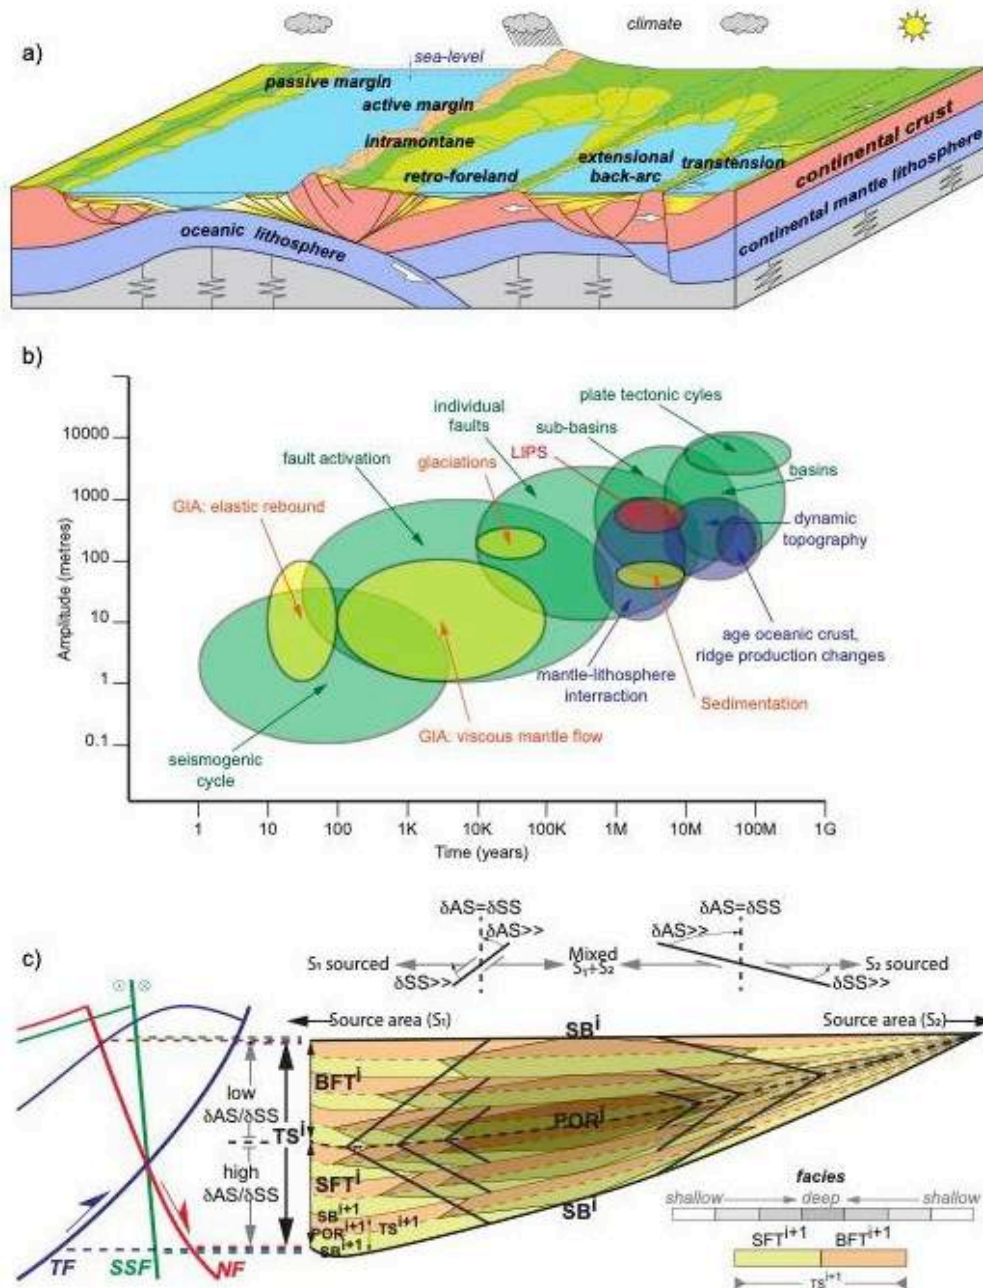 a)
climate
sea-level
passive margin
active margin
intramontane
retro-foreland
extensional
back-arc
transtension
continental crust
continental mantle lithosphere
oceanic lithosphere
b)
plate tectonic cyles
individual
faults
sub-basins
LIPS
fault activation
glaciations
basins
GIA: elastic rebound
dynamic
topography
age oceanic crust,
ridge production changes
mantle-lithosphere
interraction
Sedimentation
GIA: viscous mantle flow
seismogenic
cycle
Amplitude (metres)
10000
1000
100
10
1
0.1
1
10
100
1K
10K
100K
1M
10M
100M
1G
Time (years)
c)
δAS=δSS
δAS>>
S₁ sourced
δSS>>
Mixed
S₁+S₂
δAS=δSS
δAS>>
S₂ sourced
δSS>>
Source area (S₁)
SBⁱ
Source area (S₂)
BFTⁱ
low
δAS/δSS
TSⁱ
PORⁱ
high
δAS/δSS
SFTⁱ
SBⁱ⁺¹
PORⁱ⁺¹
TSⁱ⁺¹
SBⁱ⁺¹
SBⁱ
TF
SSF
NF
facies
shallow
deep
shallow
SFTⁱ⁺¹
BFTⁱ⁺¹
TSⁱ⁺¹